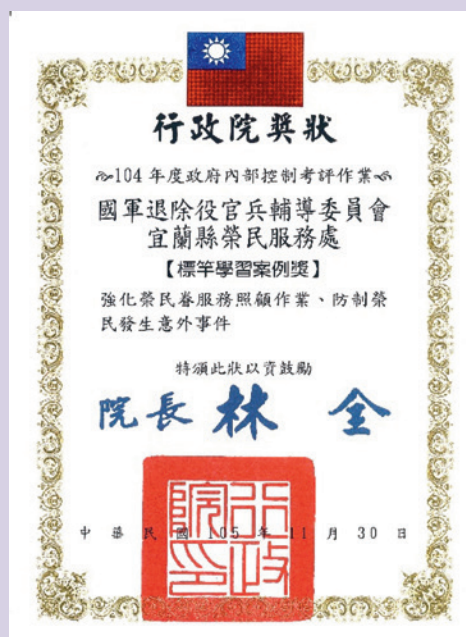 行政院獎狀
104年度政府內部控制考評作業
國軍退除役官兵輔導委員會
宜蘭縣榮民服務處
【標竿學習案例獎】
強化榮民眷服務照顧作業、防制榮
民發生意外事件
特頒此狀以資鼓勵
院長 林 全
中華民國105年11月30日
行政院印